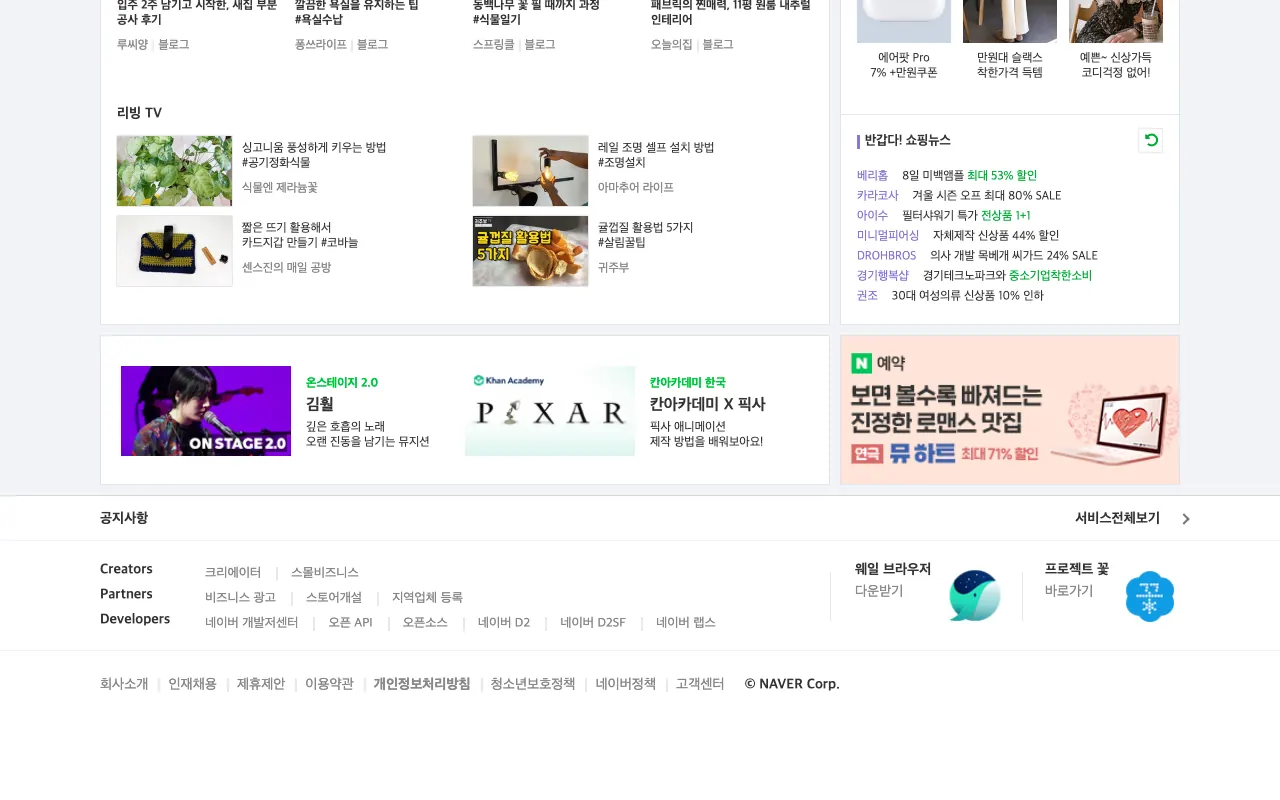 입주 2주 남기고 시작한, 새집 부분
공사 후기
루씨양 블로그
깔끔한 욕실을 유지하는 팁
#욕실수납
퐁쓰라이프 블로그
동백나무 꽃 필 때까지 과정
#식물일기
스프링클 블로그
패브릭의 찐매력, 11평 원룸 내추럴
인테리어
오늘의집 블로그
리빙 TV
싱고니움 풍성하게 키우는 방법
#공기정화식물
식물엔 제라늄꽃
레일 조명 셀프 설치 방법
#조명설치
아마추어 라이프
짧은 뜨기 활용해서
카드지갑 만들기 #코바늘
센스진의 매일 공방
귤껍질 활용법
5가지
귤껍질 활용법 5가지
#살림꿀팁
귀주부
에어팟 Pro
7% +만원쿠폰
만원대 슬랙스
착한가격 득템
예쁜~ 신상가득
코디걱정 없어!
반갑다! 쇼핑뉴스
베리홉 8일 미백앰플 최대 53% 할인
카라코사 겨울 시즌 오프 최대 80% SALE
아이수 필터샤워기 특가 전상품 1+1
미니멀피어싱 자체제작 신상품 44% 할인
DROHBROS 의사 개발 목베개 씨가드 24% SALE
경기행복샵 경기테크노파크와 중소기업착한소비
권조 30대 여성의류 신상품 10% 인하
ON STAGE 2.0
온스테이지 2.0
김훨
깊은 호흡의 노래
오랜 진동을 남기는 뮤지션
Khan Academy
PIXAR
칸아카데미 한국
칸아카데미 X 픽사
픽사 애니메이션
제작 방법을 배워보아요!
N 예약
보면 볼수록 빠져드는
진정한 로맨스 맛집
연극 뮤 하트 최대 71% 할인
공지사항
서비스전체보기
Creators
크리에이터 스몰비즈니스
Partners
비즈니스 광고 스토어개설 지역업체 등록
Developers
네이버 개발자센터 오픈 API 오픈소스 네이버 D2 네이버 D2SF 네이버 랩스
웨일 브라우저
다운받기
프로젝트 꽃
바로가기
회사소개 인재채용 제휴제안 이용약관 개인정보처리방침 청소년보호정책 네이버정책 고객센터 © NAVER Corp.